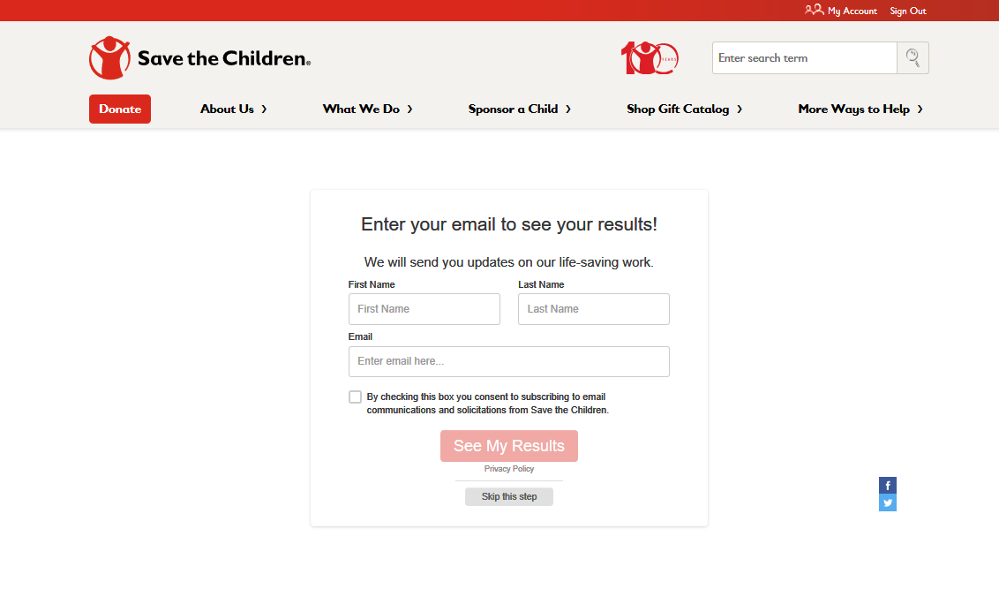 My Account Sign Out
Save the Children®
100 YEARS
Enter search term
Donate
About Us
What We Do
Sponsor a Child
Shop Gift Catalog
More Ways to Help
Enter your email to see your results!
We will send you updates on our life-saving work.
First Name Last Name
First Name Last Name
Email
Enter email here...
By checking this box you consent to subscribing to email
communications and solicitations from Save the Children.
See My Results
Privacy Policy
Skip this step